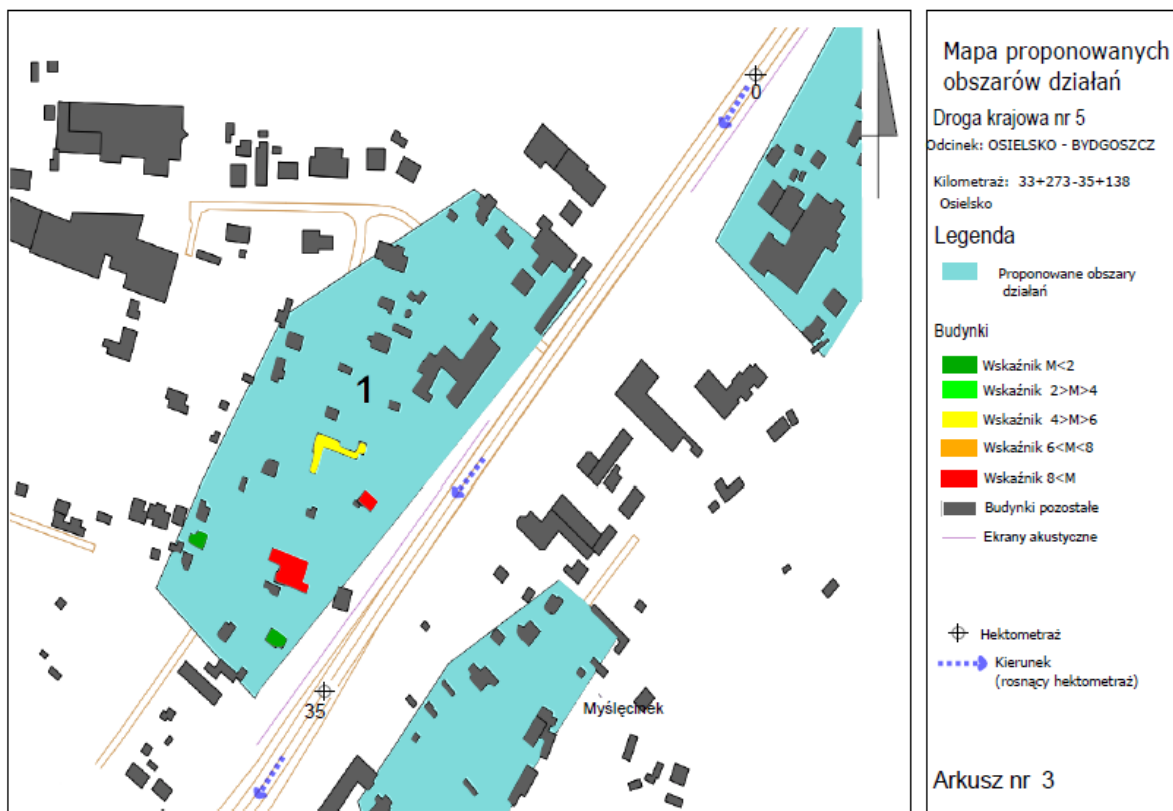 0
1
35
Myślęcinek
Mapa proponowanych
obszarów działań
Droga krajowa nr 5
Odcinek: OSIELSKO - BYDGOSZCZ
Kilometraż: 33+273-35+138
Osielsko
Legenda
Proponowane obszary
działań
Budynki
Wskaźnik M<2
Wskaźnik 2>M>4
Wskaźnik 4>M>6
Wskaźnik 6<M<8
Wskaźnik 8<M
Budynki pozostałe
Ekrany akustyczne
Hektometraż
Kierunek
(rosnący hektometraż)
Arkusz nr 3